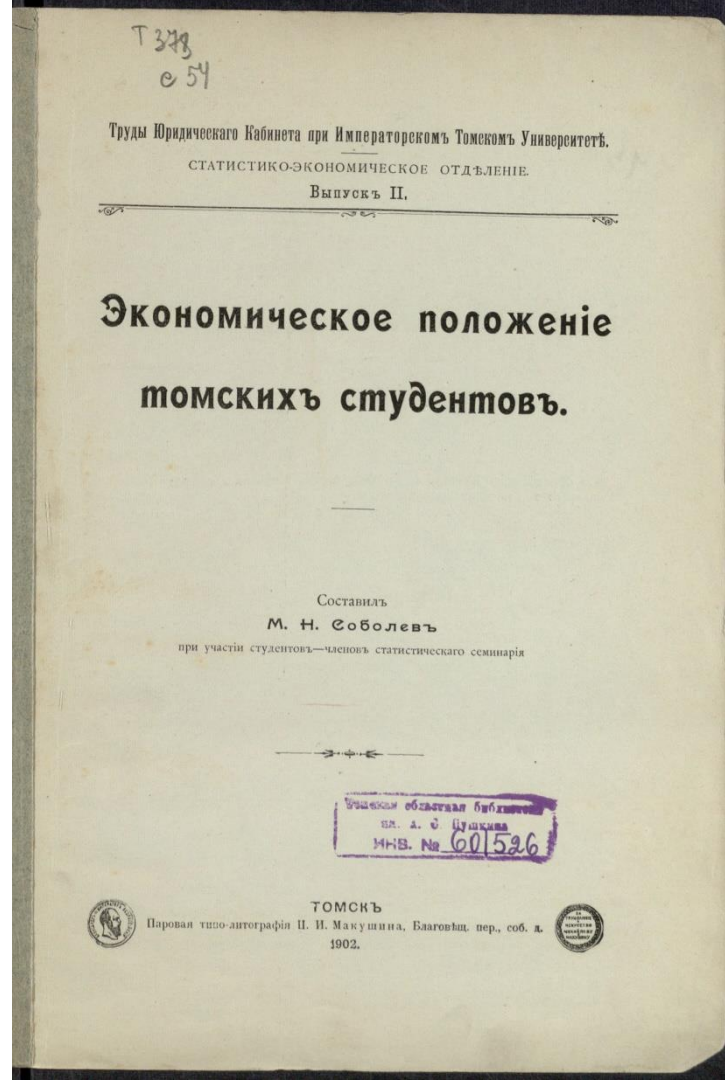 Т 378
с 54
Труды Юридическаго Кабинета при Императорскомъ Томскомъ Университетѣ.
СТАТИСТИКО-ЭКОНОМИЧЕСКОЕ ОТДѢЛЕНІЕ.
Выпускъ II.
Экономическое положеніе
томскихъ студентовъ.
Составилъ
М. Н. Соболевъ
при участіи студентовъ—членовъ статистическаго семинарія
областная библиотека
им. А. С. Пушкина
ИНВ. № 601526
ТОМСКЪ
Паровая типо-литографія П. И. Макушина, Благовѣщ. пер., соб. д.
1902.